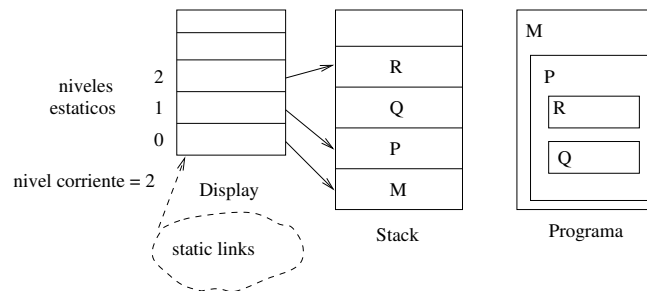 niveles
estaticos
2
1
0
nivel corriente = 2
Display
static links
R
Q
P
M
Stack
M
P
R
Q
Programa